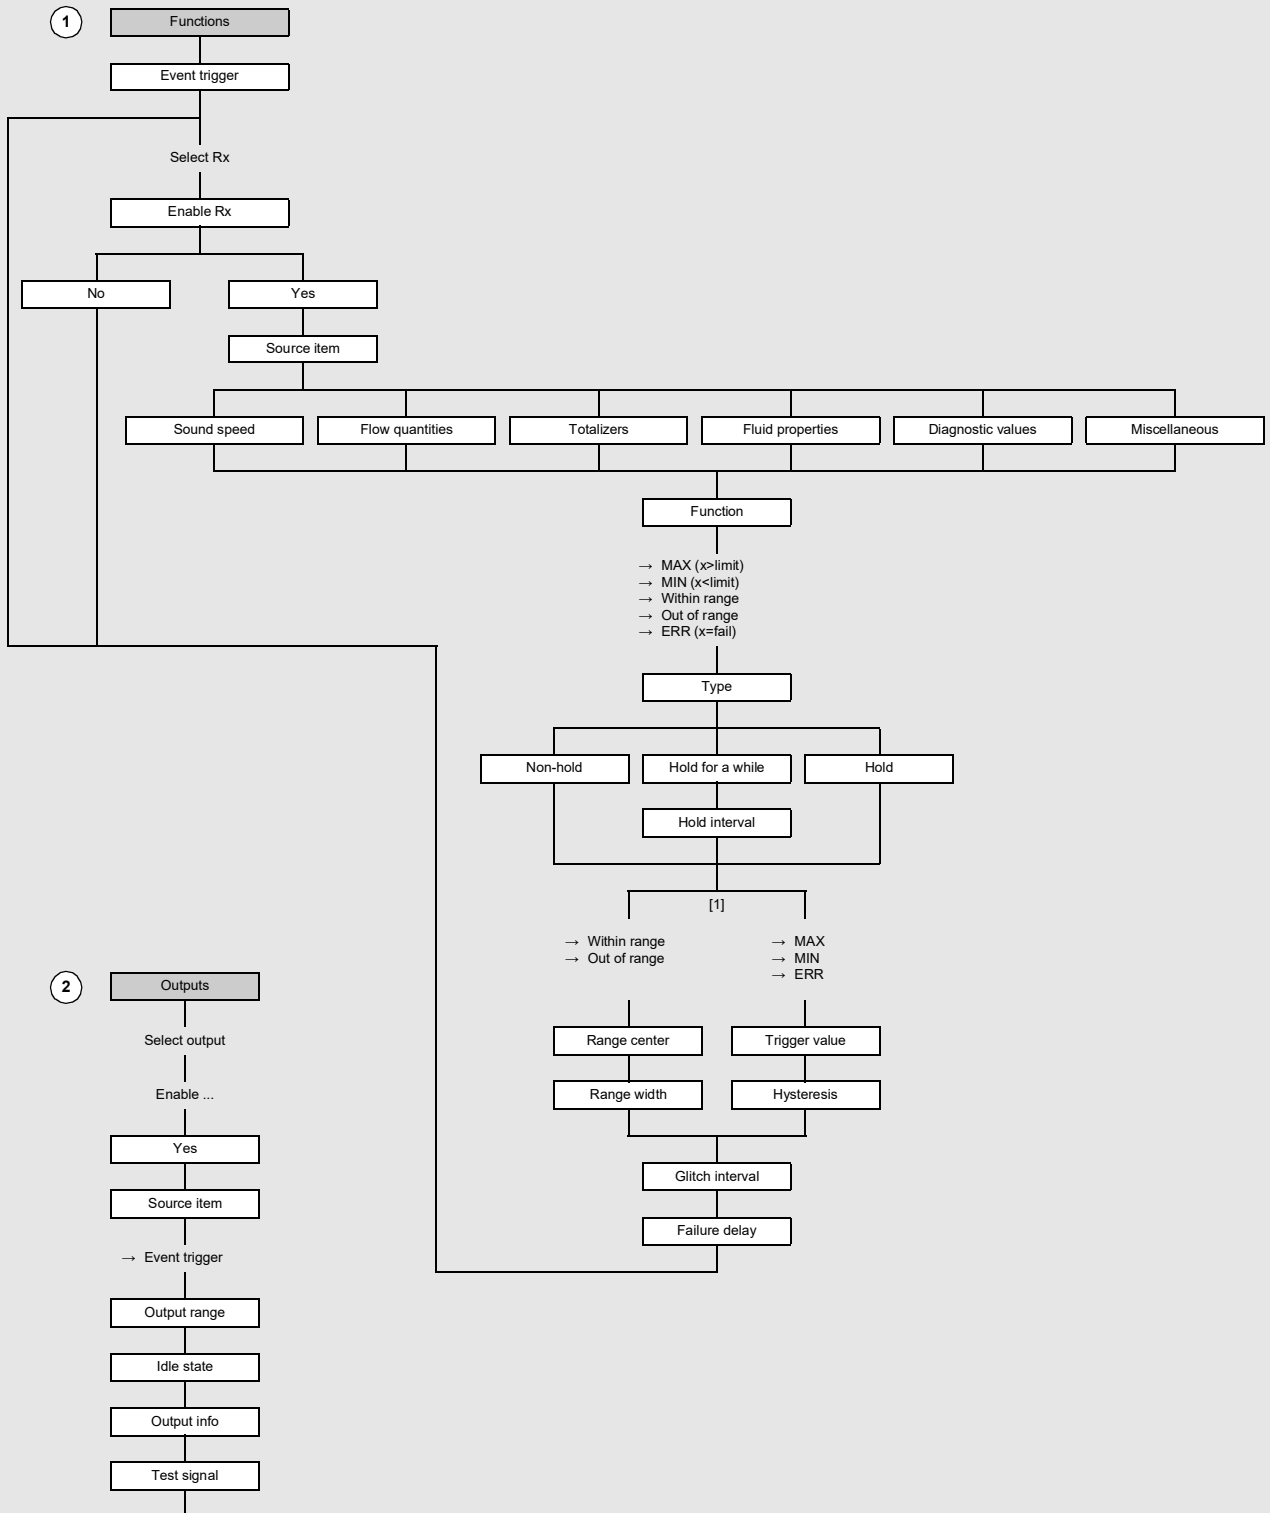 1
Functions
Event trigger
Select Rx
Enable Rx
No
Yes
Source item
Sound speed
Flow quantities
Totalizers
Fluid properties
Diagnostic values
Miscellaneous
Function
→ MAX (x>limit)
→ MIN (x<limit)
→ Within range
→ Out of range
→ ERR (x=fail)
Type
Non-hold
Hold for a while
Hold
Hold interval
[1]
→ Within range
→ Out of range
→ MAX
→ MIN
→ ERR
Range center
Trigger value
Range width
Hysteresis
Glitch interval
Failure delay
2
Outputs
Select output
Enable ...
Yes
Source item
→ Event trigger
Output range
Idle state
Output info
Test signal